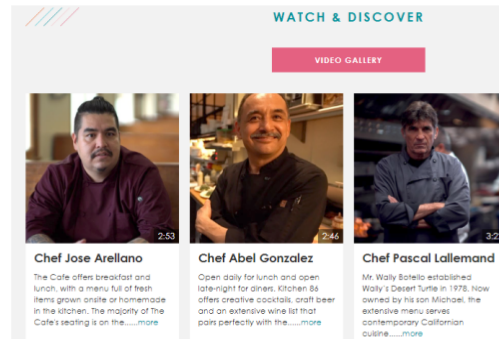 WATCH & DISCOVER
VIDEO GALLERY
2:53
2:46
3:2
Chef Jose Arellano
The Cafe offers breakfast and
lunch, with a menu full of fresh
items grown onsite or homemade
in the kitchen. The majority of The
Cafe's seating is on the......more
Chef Abel Gonzalez
Open daily for lunch and open
late-night for diners. Kitchen 86
offers creative cocktails, craft beer
and an extensive wine list that
pairs perfectly with the......more
Chef Pascal Lallemand
Mr. Wally Botello established
Wally's Desert Turtle in 1978. Now
owned by his son Michael, the
extensive menu serves
contemporary Californian
cuisine......more